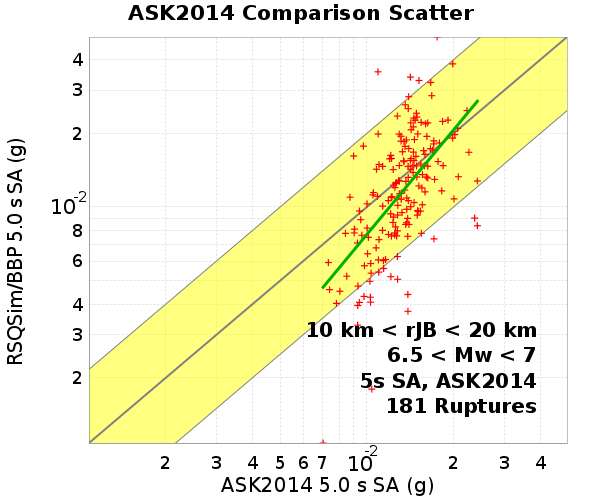 ASK2014 Comparison Scatter
RSQSim/BBP 5.0 s SA (g)
4
3
2
10-2
8
6
4
3
2
10 km < rJB < 20 km
6.5 < Mw < 7
5s SA, ASK2014
181 Ruptures
2 3 4 5 6 7 10-2 2 3 4
ASK2014 5.0 s SA (g)